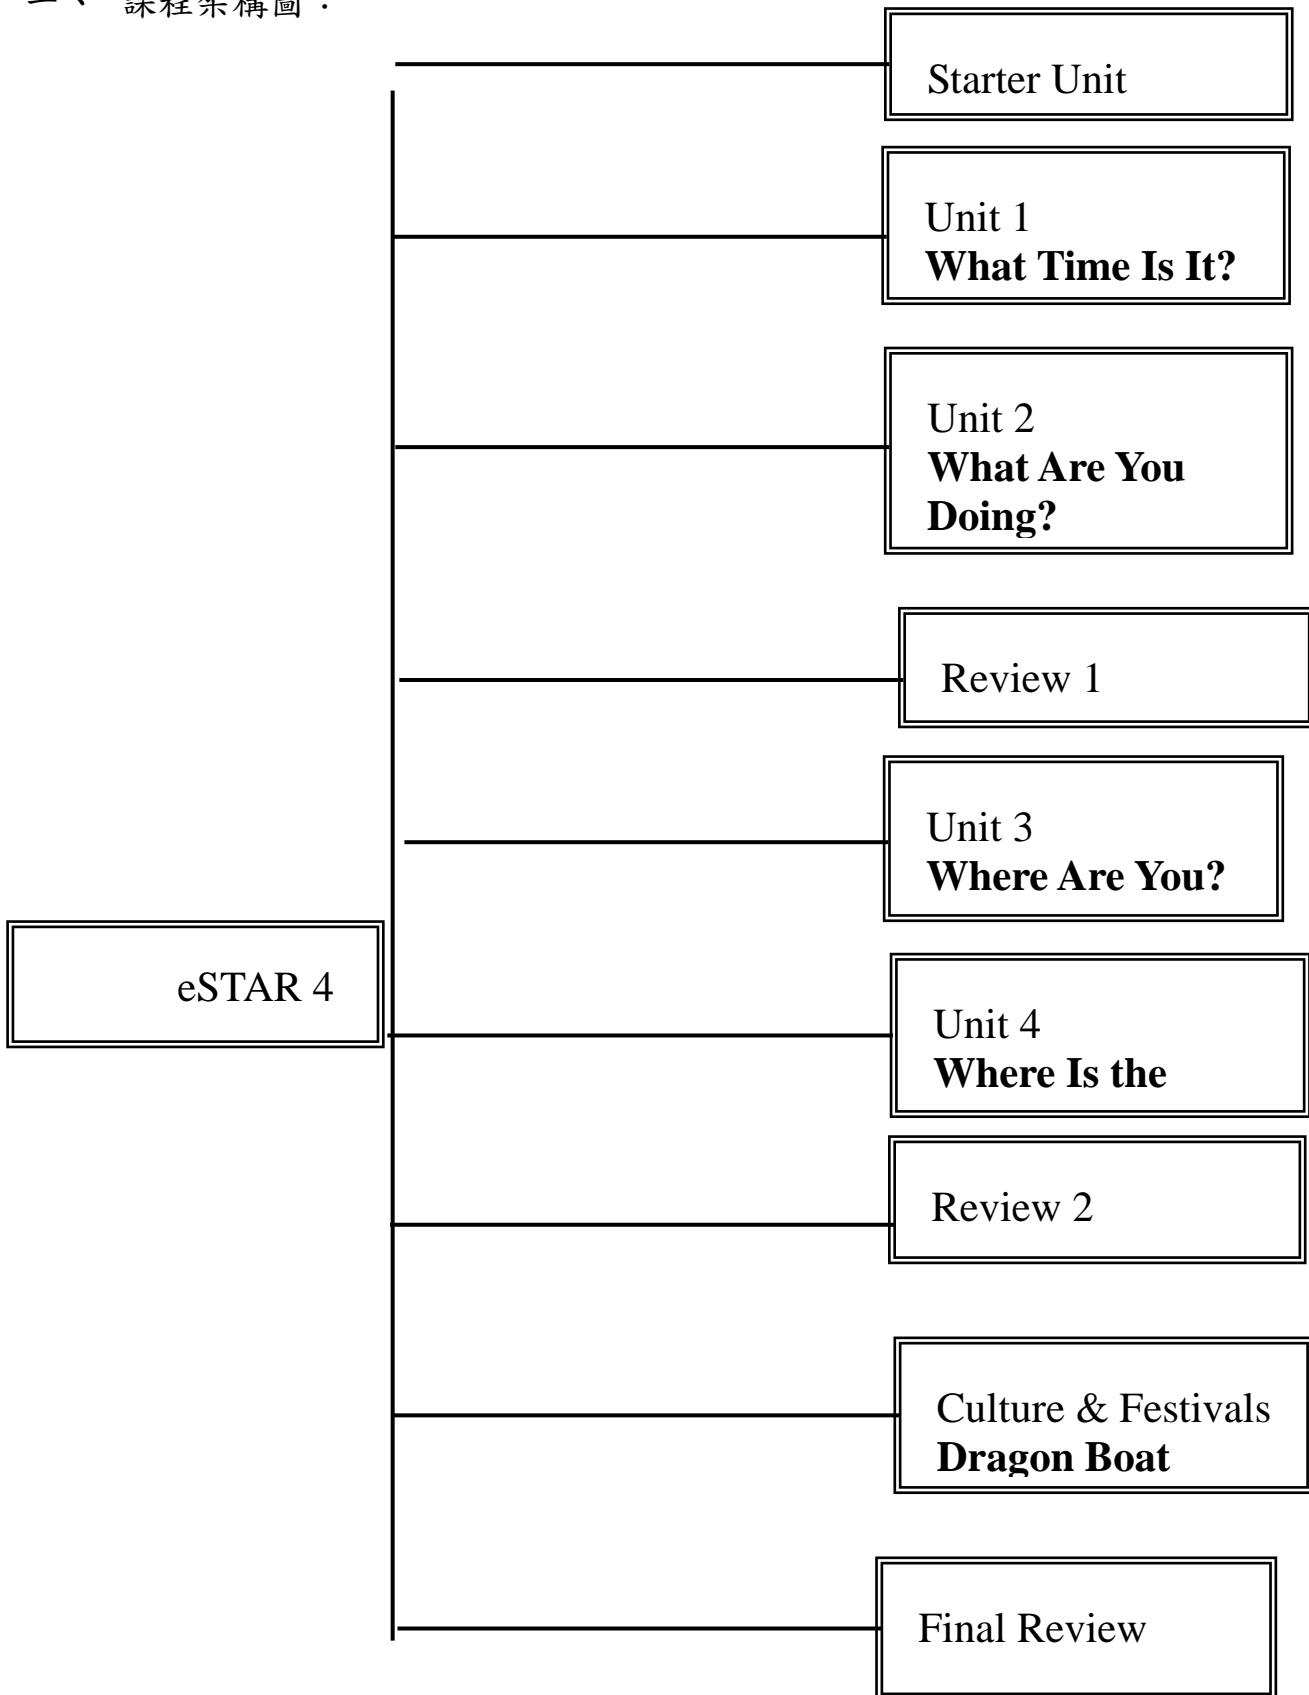 課程架構圖：
Starter Unit
Unit 1
What Time Is It?
Unit 2
What Are You
Doing?
Review 1
Unit 3
Where Are You?
eSTAR 4
Unit 4
Where Is the
Review 2
Culture & Festivals
Dragon Boat
Final Review